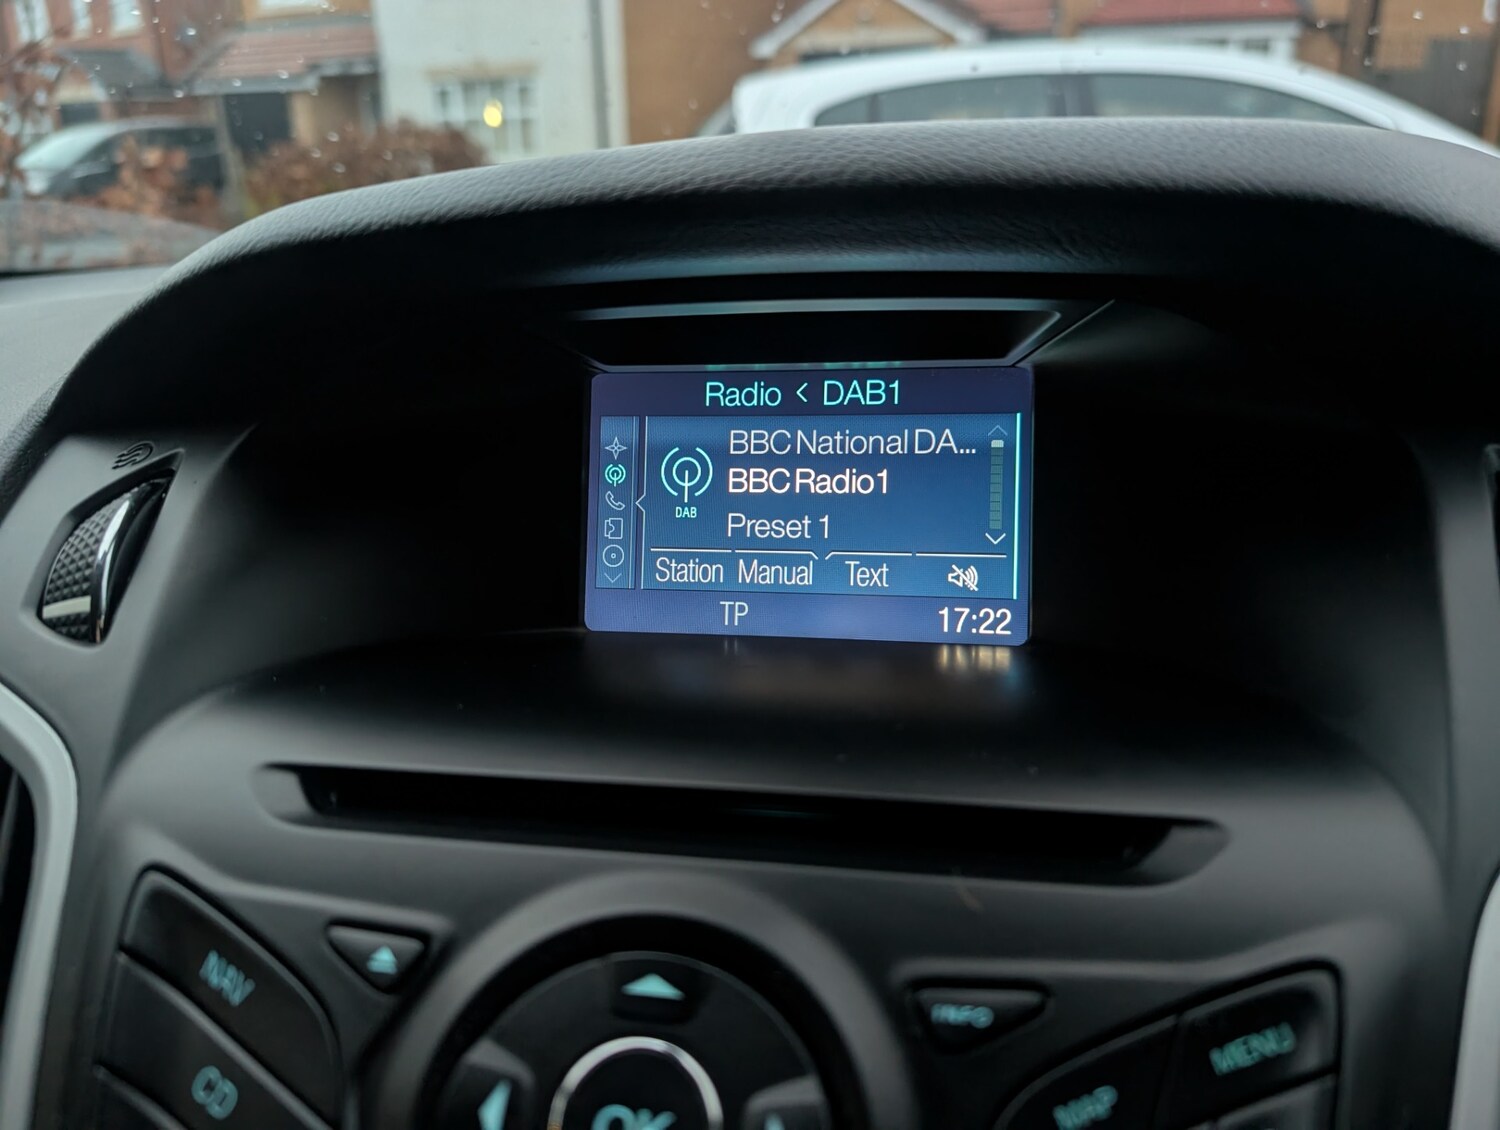 Radio < DAB1
BBC National DA...
BBC Radio1
DAB
Preset 1
Station Manual Text
TP 17:22
NAV
INFO
MENU
CD
MAP
OK